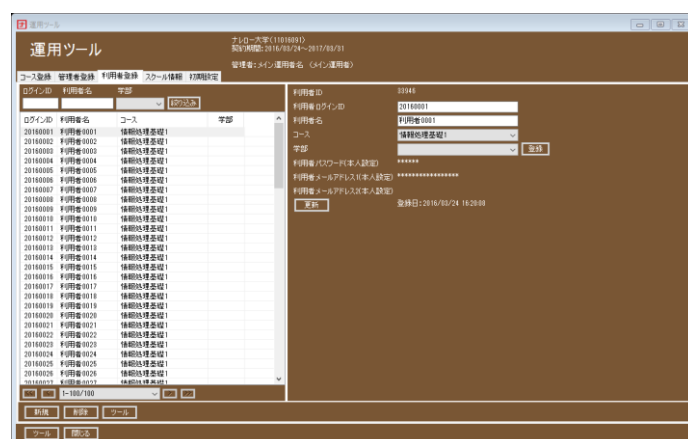 運用ツール
運用ツール
ナレロー大学(11016091)
契約期間:2016/03/24～2017/03/31
管理者:メイン運用者名 (メイン運用者)
コース登録 管理者登録 利用者登録 スクール情報 初期設定
ログインID 利用者名 学部
絞り込み
ログインID 利用者名 コース 学部
20160001 利用者0001 情報処理基礎1
20160002 利用者0002 情報処理基礎1
20160003 利用者0003 情報処理基礎1
20160004 利用者0004 情報処理基礎1
20160005 利用者0005 情報処理基礎1
20160006 利用者0006 情報処理基礎1
20160007 利用者0007 情報処理基礎1
20160008 利用者0008 情報処理基礎1
20160009 利用者0009 情報処理基礎1
20160010 利用者0010 情報処理基礎1
20160011 利用者0011 情報処理基礎1
20160012 利用者0012 情報処理基礎1
20160013 利用者0013 情報処理基礎1
20160014 利用者0014 情報処理基礎1
20160015 利用者0015 情報処理基礎1
20160016 利用者0016 情報処理基礎1
20160017 利用者0017 情報処理基礎1
20160018 利用者0018 情報処理基礎1
20160019 利用者0019 情報処理基礎1
20160020 利用者0020 情報処理基礎1
20160021 利用者0021 情報処理基礎1
20160022 利用者0022 情報処理基礎1
20160023 利用者0023 情報処理基礎1
20160024 利用者0024 情報処理基礎1
20160025 利用者0025 情報処理基礎1
20160026 利用者0026 情報処理基礎1
20160027 利用者0027 情報処理基礎1
1-100/100
利用者ID 33946
利用者ログインID 20160001
利用者名 利用者0001
コース 情報処理基礎1
学部 登録
利用者パスワード(本人設定) ******
利用者メールアドレス1(本人設定) *****************
利用者メールアドレス2(本人設定)
更新 登録日:2016/03/24 16:20:08
新規 削除 ツール
ツール 閉じる